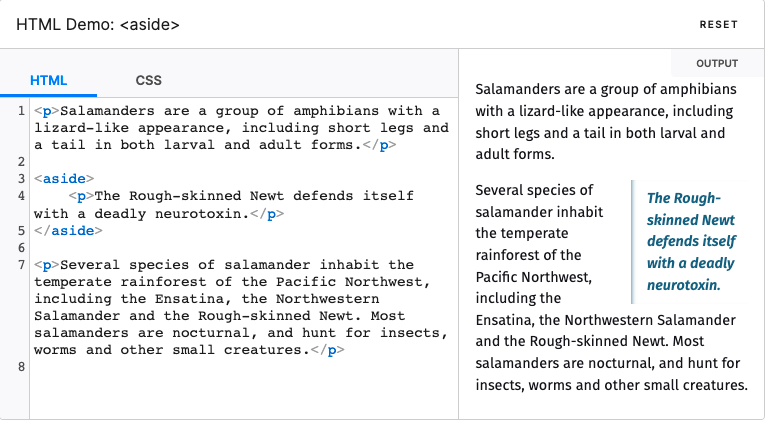 HTML Demo: <aside>
RESET
HTML
CSS
1 <p>Salamanders are a group of amphibians with a
lizard-like appearance, including short legs and
a tail in both larval and adult forms.</p>
2
3 <aside>
4     <p>The Rough-skinned Newt defends itself
with a deadly neurotoxin.</p>
5 </aside>
6
7 <p>Several species of salamander inhabit the
temperate rainforest of the Pacific Northwest,
including the Ensatina, the Northwestern
Salamander and the Rough-skinned Newt. Most
salamanders are nocturnal, and hunt for insects,
worms and other small creatures.</p>
8
OUTPUT
Salamanders are a group of amphibians
with a lizard-like appearance, including
short legs and a tail in both larval and
adult forms.
Several species of
salamander inhabit
the temperate
rainforest of the
Pacific Northwest,
including the
The Rough-
skinned Newt
defends itself
with a deadly
neurotoxin.
Ensatina, the Northwestern Salamander
and the Rough-skinned Newt. Most
salamanders are nocturnal, and hunt for
insects, worms and other small creatures.